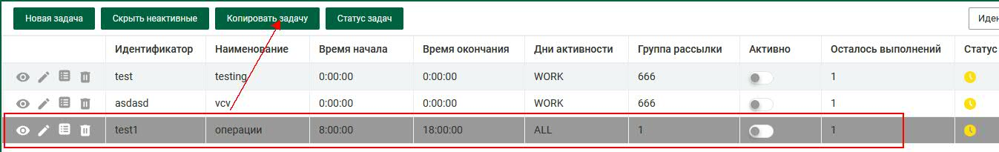 Новая задача Скрыть неактивные Копировать задачу Статус задач Иден
Идентификатор Наименование Время начала Время окончания Дни активности Группа рассылки Активно Осталось выполнений Статус
test testing 0:00:00 0:00:00 WORK 666 1
asdasd vcv 0:00:00 0:00:00 WORK 666 1
test1 операции 8:00:00 18:00:00 ALL 1 1